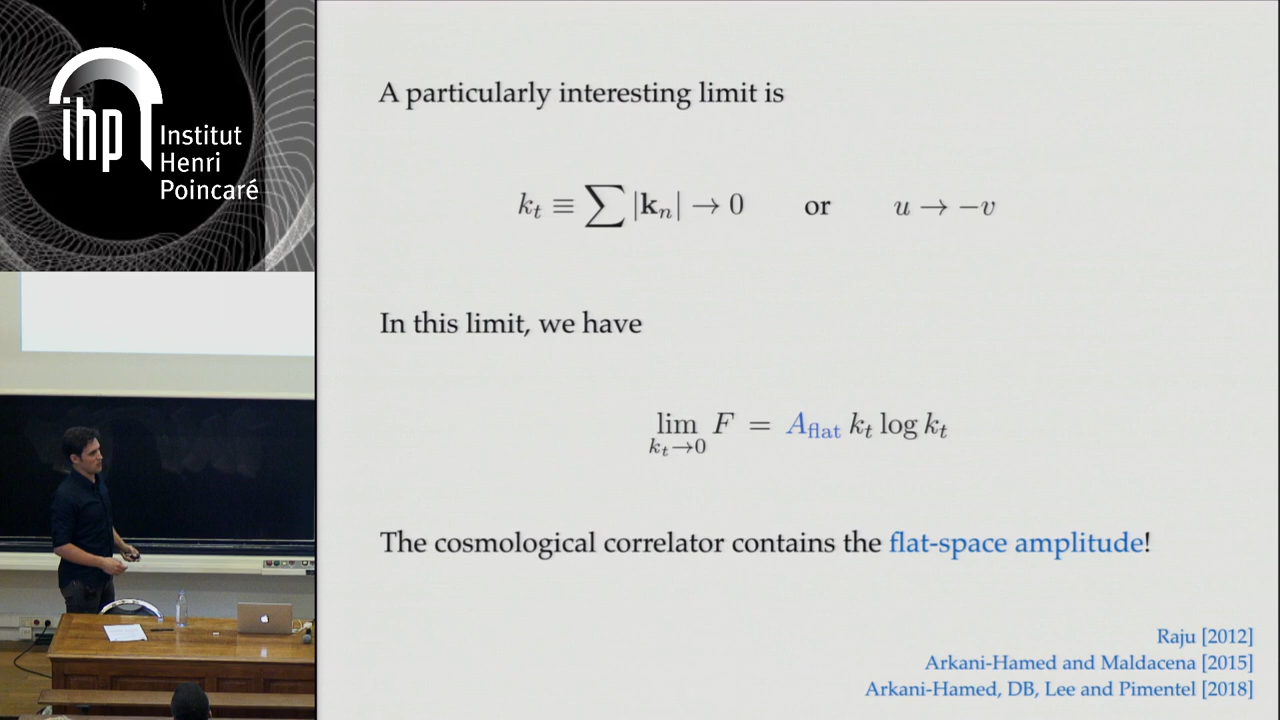 ihp
Institut
Henri
Poincaré
A particularly interesting limit is
k_t ≡ ∑ |k_n| → 0 or u → −v
In this limit, we have
lim_{k_t→0} F = A_flat k_t log k_t
The cosmological correlator contains the flat-space amplitude!
Raju [2012]
Arkani-Hamed and Maldacena [2015]
Arkani-Hamed, DB, Lee and Pimentel [2018]